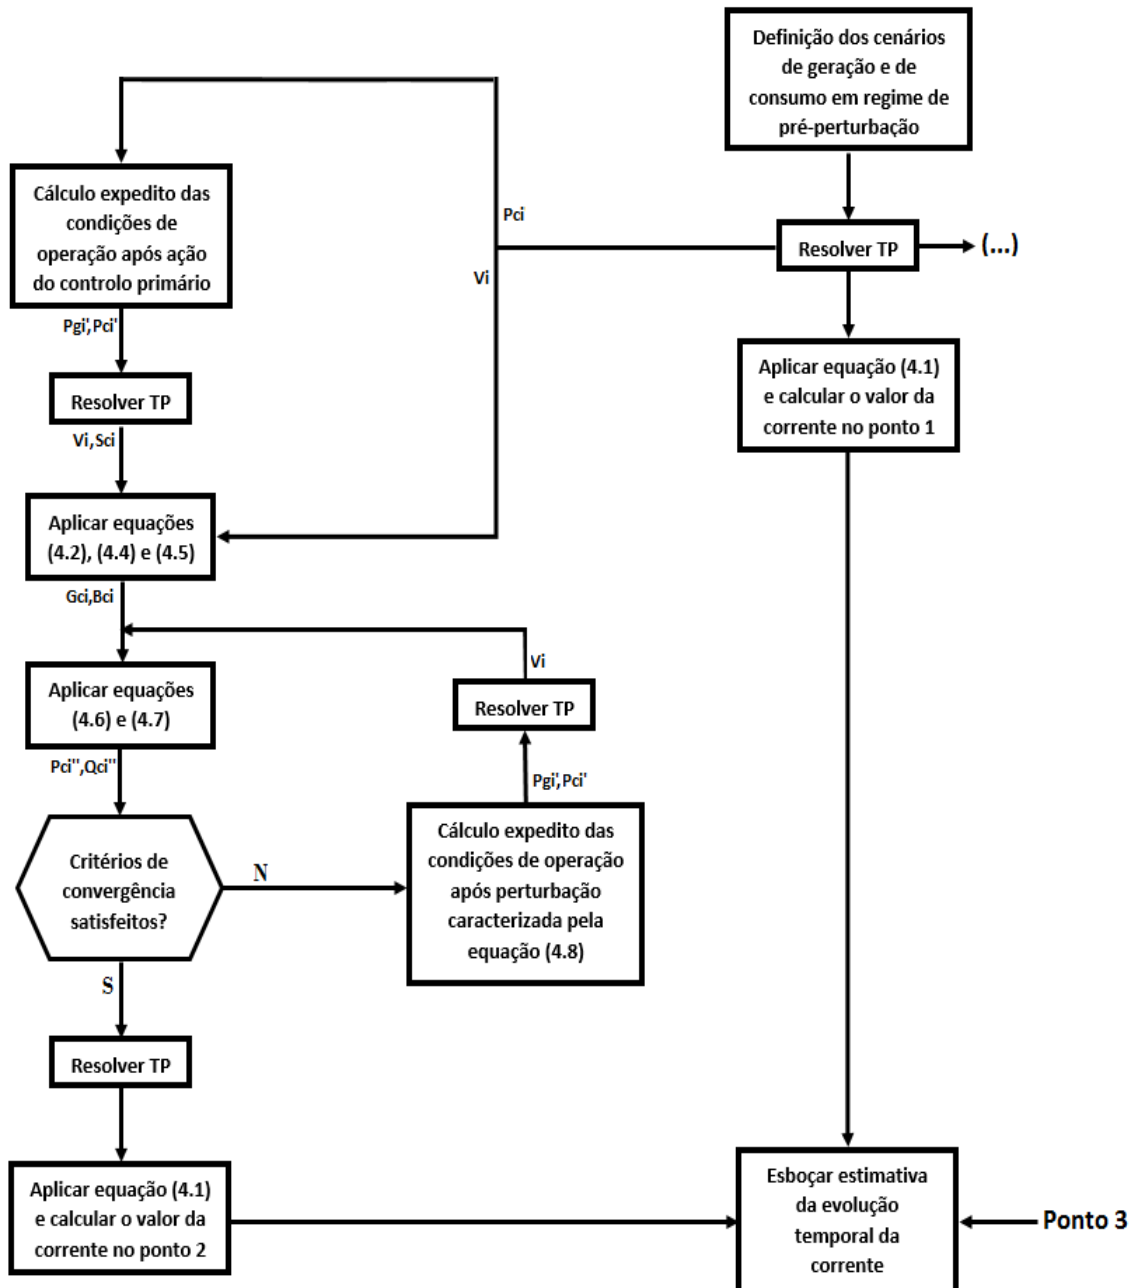 Definição dos cenários
de geração e de
consumo em regime de
pré-perturbação
Resolver TP
(...)
Pci
Vi
Cálculo expedito das
condições de
operação após ação
do controlo primário
Pgi',Pci'
Resolver TP
Vi,Sci
Aplicar equação (4.1)
e calcular o valor da
corrente no ponto 1
Aplicar equações
(4.2), (4.4) e (4.5)
Gci,Bci
Aplicar equações
(4.6) e (4.7)
Pci'',Qci''
Vi
Resolver TP
Pgi',Pci'
Cálculo expedito das
condições de operação
após perturbação
caracterizada pela
equação (4.8)
Critérios de
convergência
satisfeitos?
N
S
Resolver TP
Aplicar equação (4.1)
e calcular o valor da
corrente no ponto 2
Esboçar estimativa
da evolução
temporal da
corrente
Ponto 3